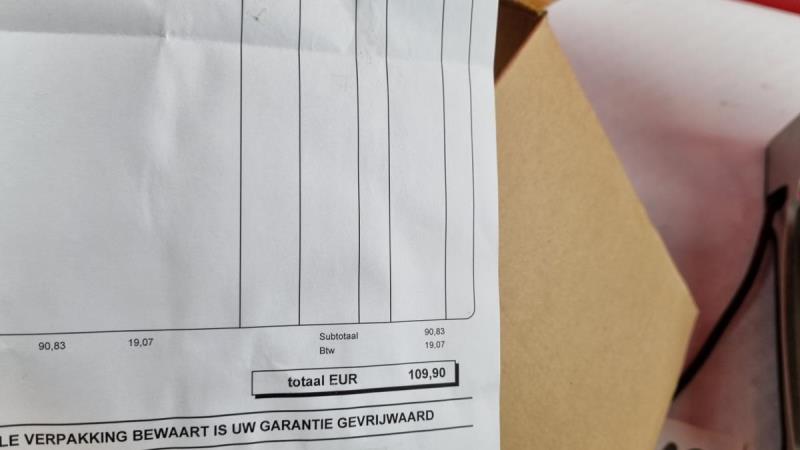 90,83 19,07 Subtotaal 90,83
Btw 19,07
totaal EUR 109,90
VERPAKKING BEWAART IS UW GARANTIE GEVRIJWAARD